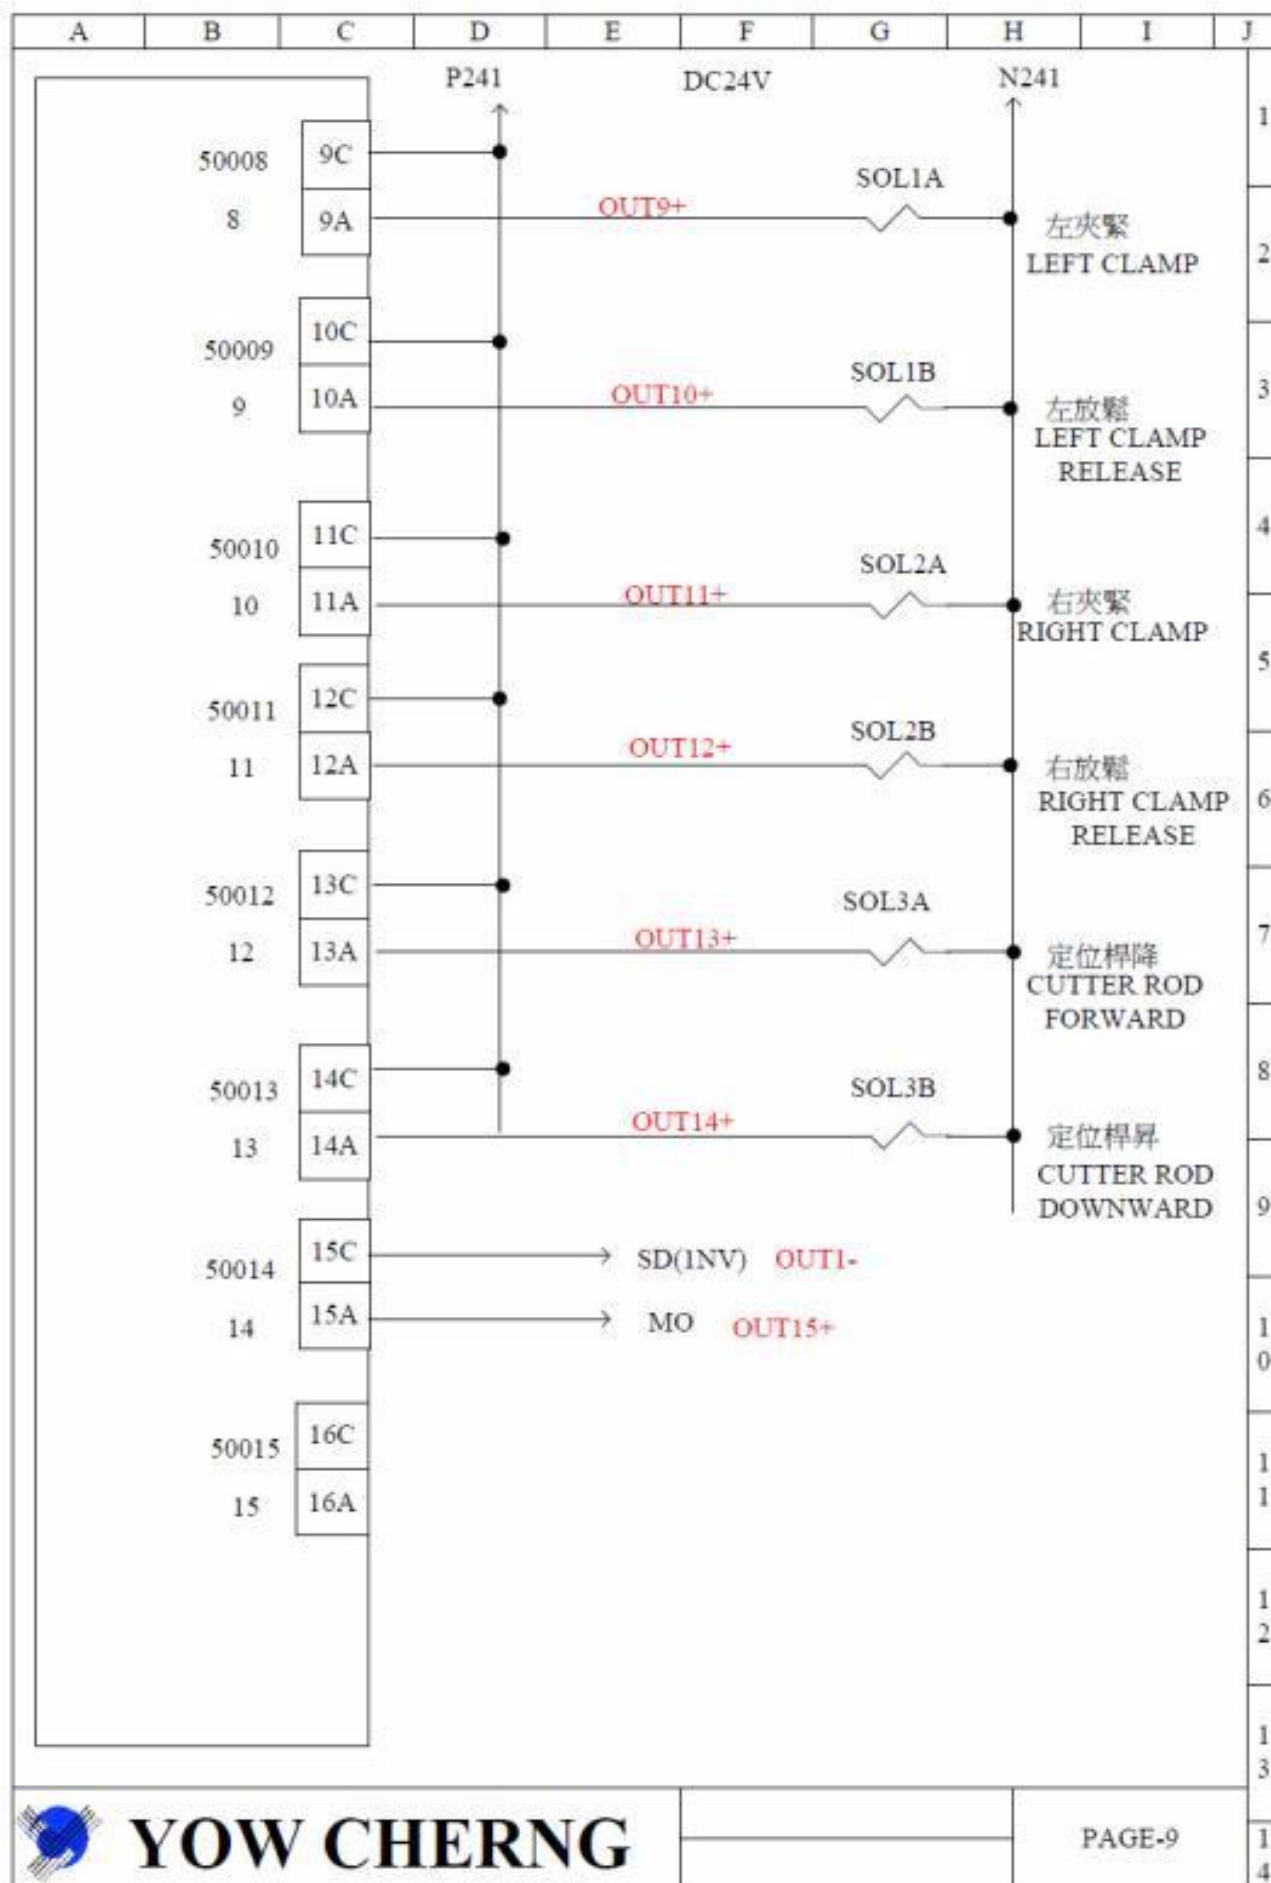 A B C D E F G H I J
P241 DC24V N241
1
50008 9C
SOL1A
8 9A OUT9+
左夾緊
LEFT CLAMP
2
10C
50009
SOL1B
3
9 10A OUT10+
左放鬆
LEFT CLAMP
RELEASE
11C
4
50010
SOL2A
10 11A OUT11+
右夾緊
RIGHT CLAMP
5
12C
50011
SOL2B
11 12A OUT12+
右放鬆
RIGHT CLAMP
6
RELEASE
13C
50012
SOL3A
7
12 13A OUT13+
定位桿降
CUTTER ROD
FORWARD
14C
8
50013
SOL3B
13 14A OUT14+
定位桿昇
CUTTER ROD
DOWNWARD
9
15C
50014
SD(1NV) OUT1-
14 15A MO OUT15+
10
16C
50015
11
15 16A
12
13
YOW CHERNG
PAGE-9
14